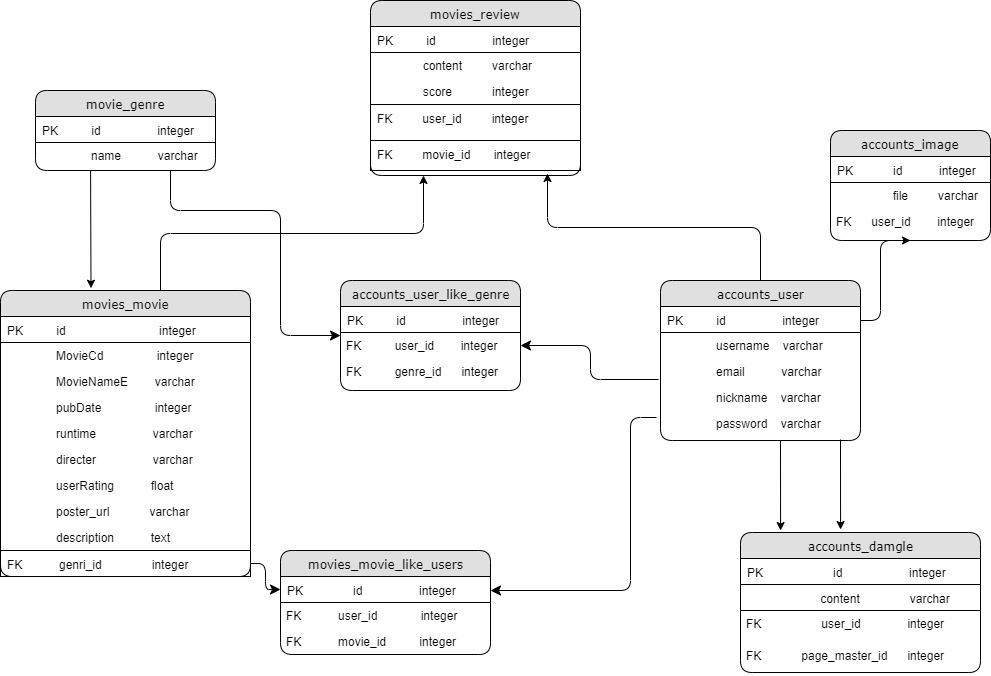 movies_review
PK id integer
content varchar
score integer
FK user_id integer
FK movie_id integer
movie_genre
PK id integer
name varchar
accounts_image
PK id integer
file varchar
FK user_id integer
movies_movie
PK id integer
MovieCd integer
MovieNameE varchar
pubDate integer
runtime varchar
directer varchar
userRating float
poster_url varchar
description text
FK genri_id integer
accounts_user_like_genre
PK id integer
FK user_id integer
FK genre_id integer
accounts_user
PK id integer
username varchar
email varchar
nickname varchar
password varchar
movies_movie_like_users
PK id integer
FK user_id integer
FK movie_id integer
accounts_damgle
PK id integer
content varchar
FK user_id integer
FK page_master_id integer